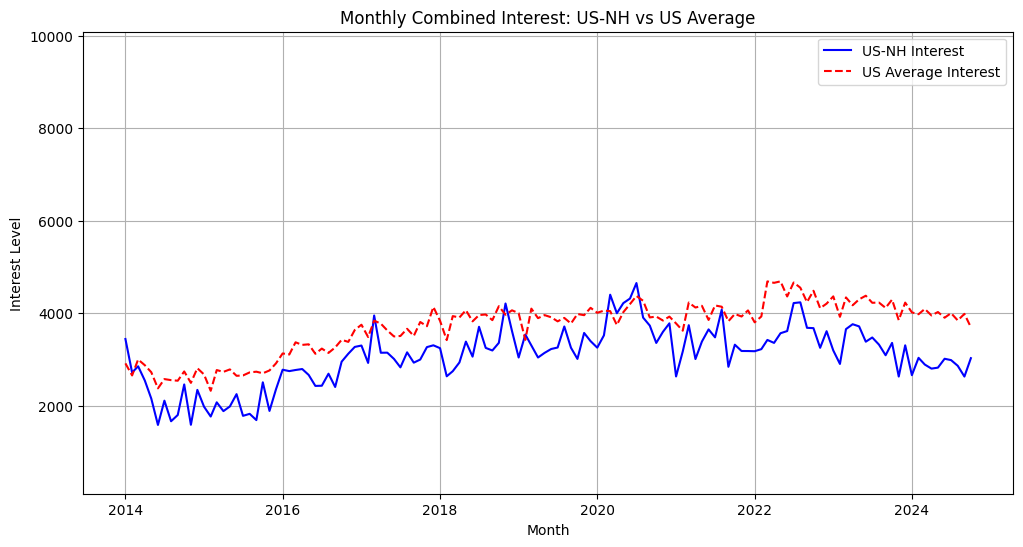 Monthly Combined Interest: US-NH vs US Average
10000
8000
6000
4000
2000
Interest Level
US-NH Interest
US Average Interest
2014 2016 2018 2020 2022 2024
Month